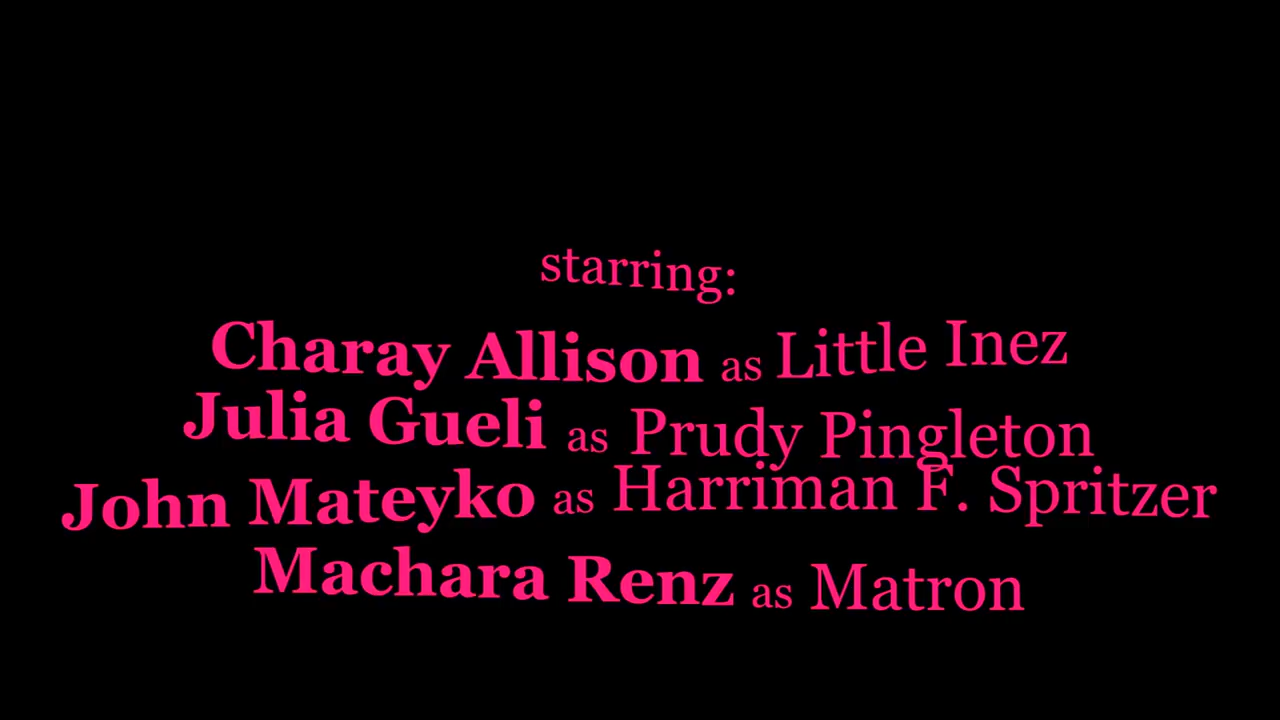 starring:
Charay Allison as Little Inez
Julia Gueli as Prudy Pingleton
John Mateyko as Harriman F. Spritzer
Machara Renz as Matron